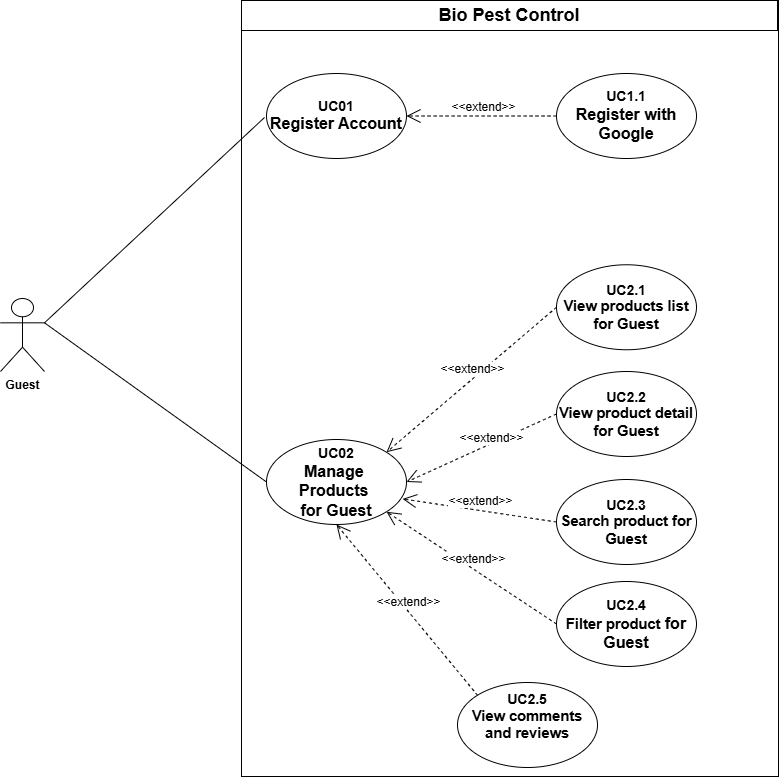 Bio Pest Control
UC01
Register Account
<<extend>>
UC1.1
Register with
Google
UC2.1
View products list
for Guest
<<extend>>
Guest
UC2.2
View product detail
for Guest
<<extend>>
UC02
Manage
Products
for Guest
<<extend>>
UC2.3
Search product for
Guest
<<extend>>
UC2.4
Filter product for
Guest
<<extend>>
UC2.5
View comments
and reviews